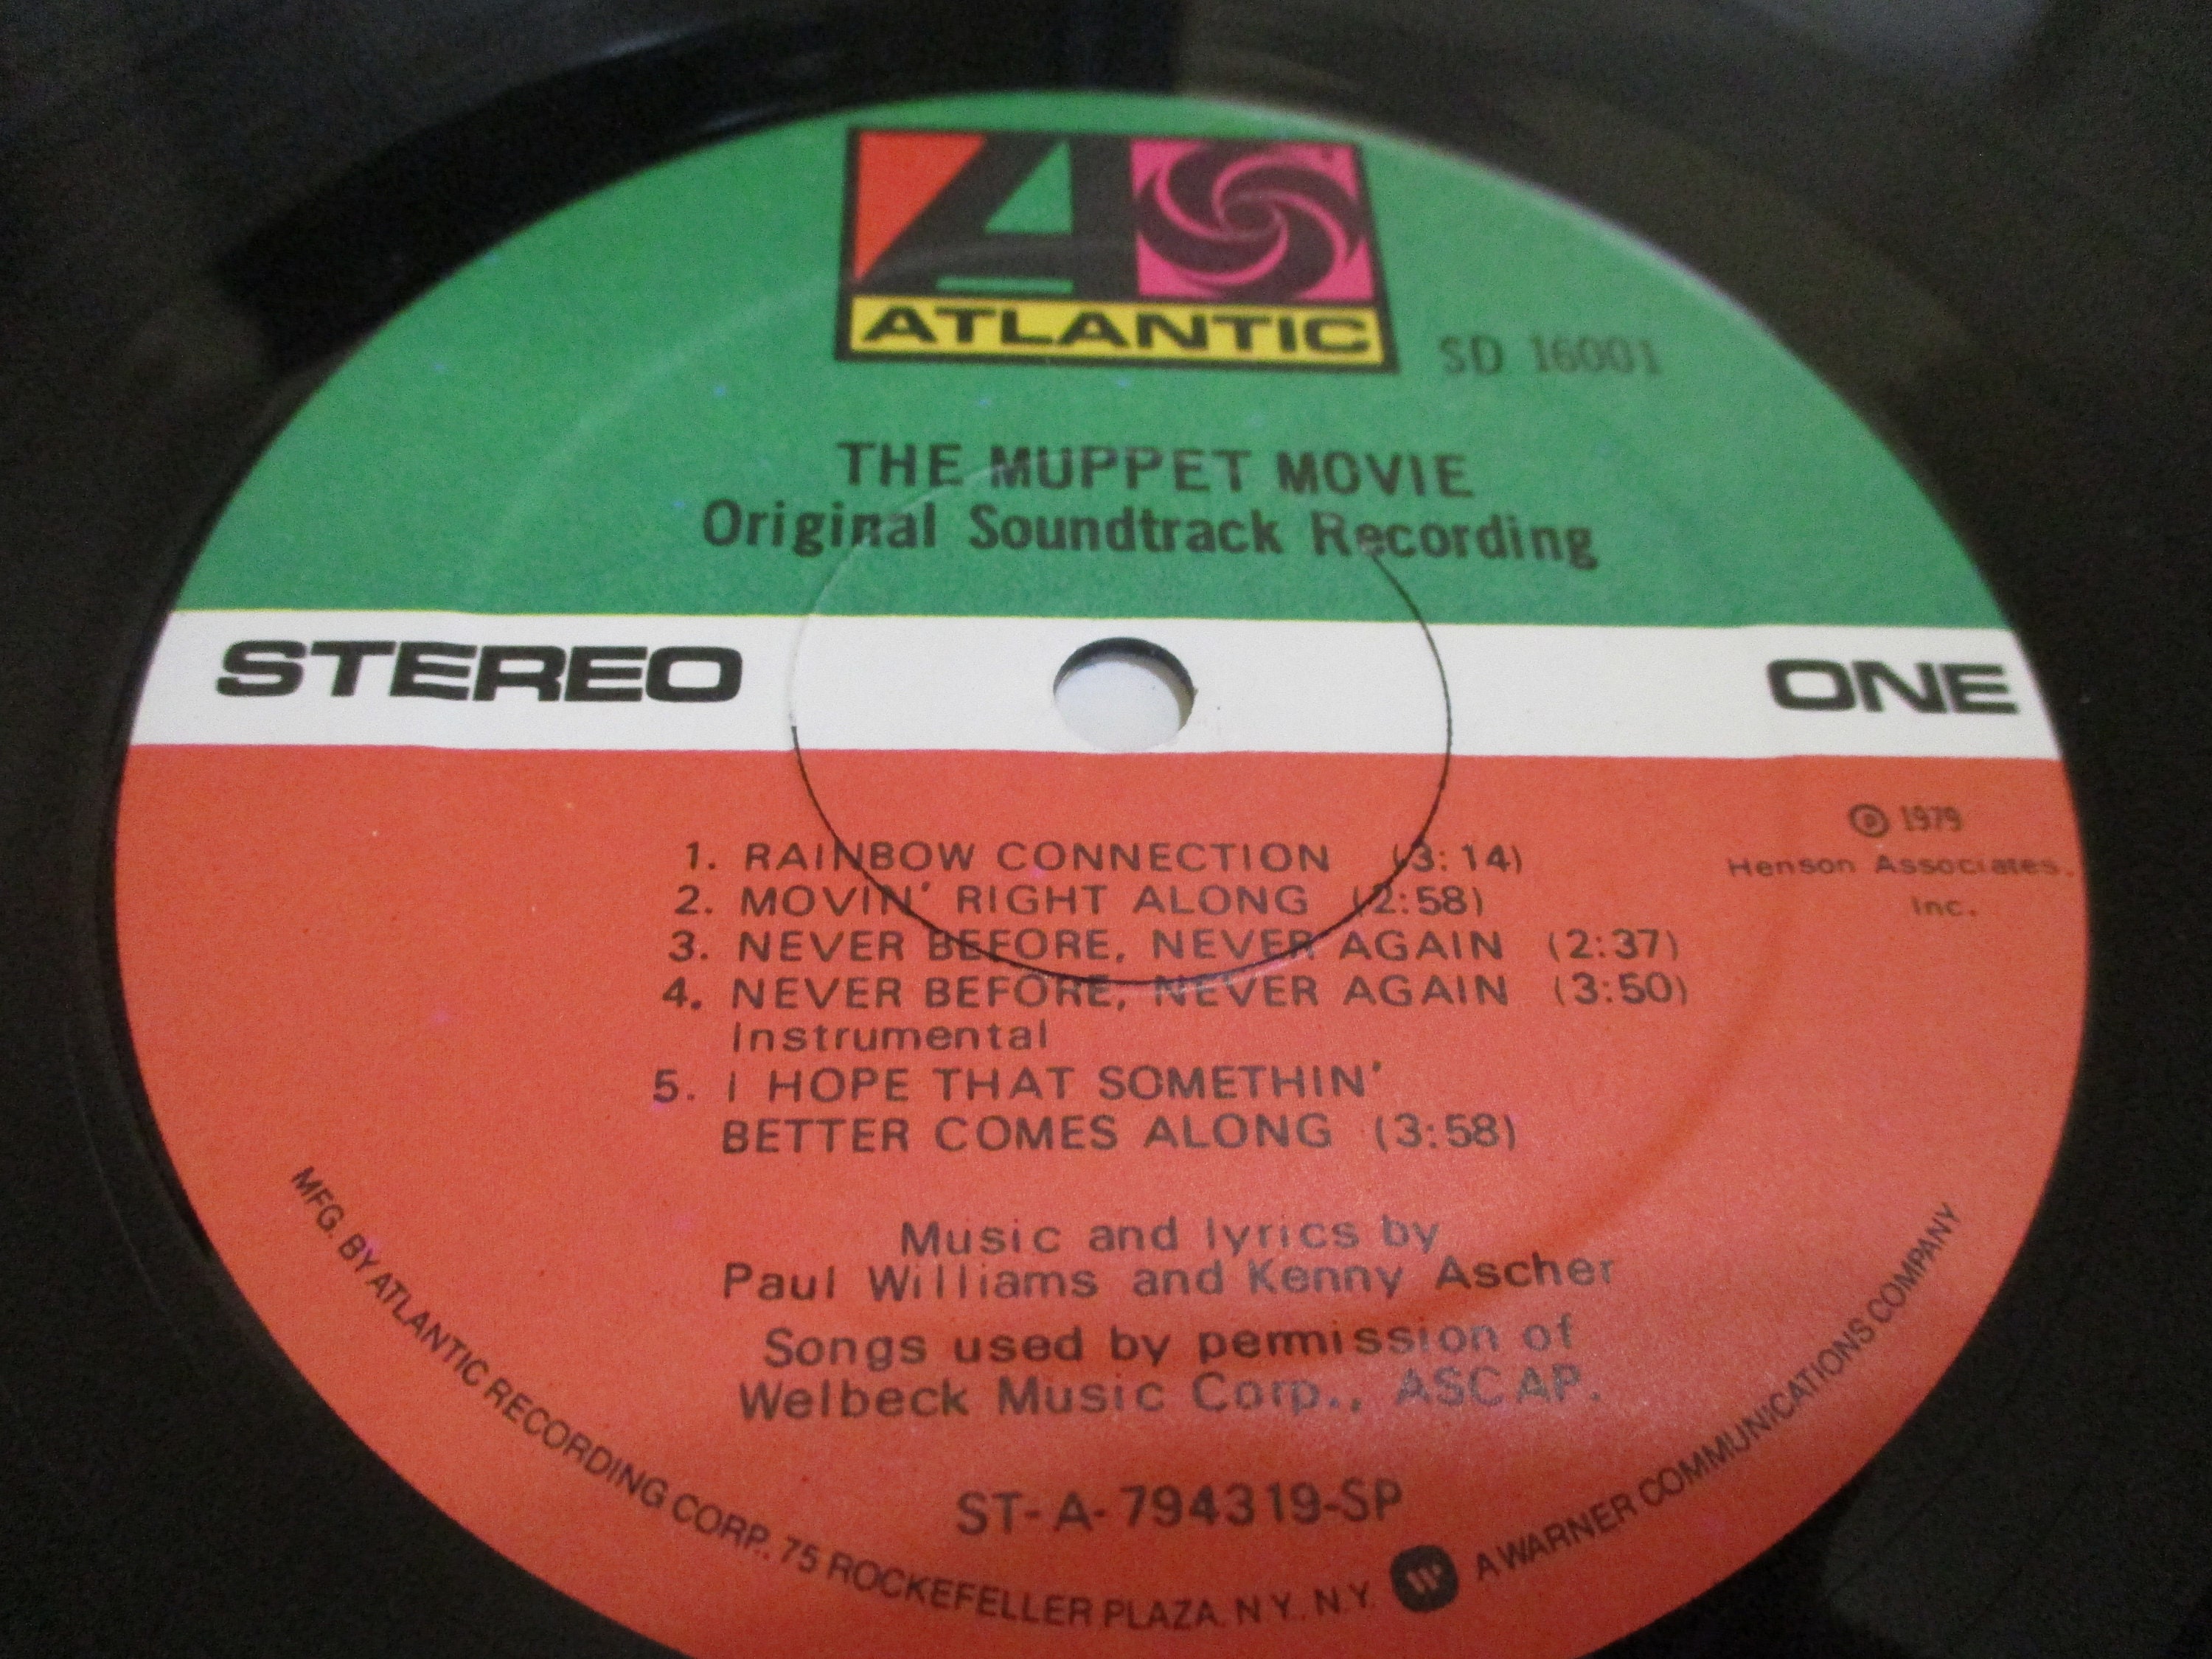 ATLANTIC
SD 16001
THE MUPPET MOVIE
Original Soundtrack Recording
STEREO
ONE
℗ 1979
Henson Associates,
Inc.
1. RAINBOW CONNECTION (3:14)
2. MOVIN' RIGHT ALONG (2:58)
3. NEVER BEFORE, NEVER AGAIN (2:37)
4. NEVER BEFORE, NEVER AGAIN (3:50)
Instrumental
5. I HOPE THAT SOMETHIN'
BETTER COMES ALONG (3:58)
Music and lyrics by
Paul Williams and Kenny Ascher
Songs used by permission of
Welbeck Music Corp., ASCAP.
ST-A-794319-SP
MFG. BY ATLANTIC RECORDING CORP., 75 ROCKEFELLER PLAZA, N.Y., N.Y. W A WARNER COMMUNICATIONS COMPANY